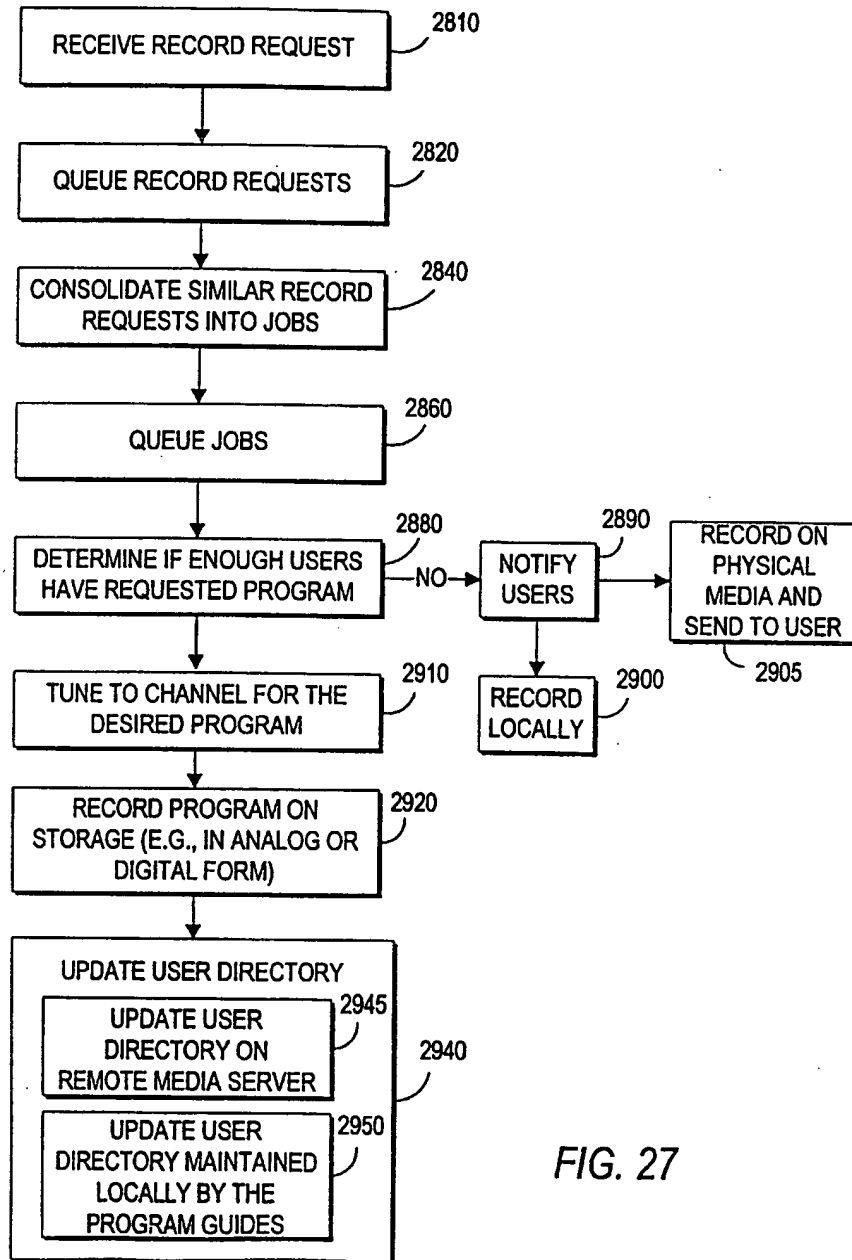 RECEIVE RECORD REQUEST
2810
QUEUE RECORD REQUESTS
2820
CONSOLIDATE SIMILAR RECORD
REQUESTS INTO JOBS
2840
QUEUE JOBS
2860
DETERMINE IF ENOUGH USERS
HAVE REQUESTED PROGRAM
2880
NO
NOTIFY
USERS
2890
RECORD ON
PHYSICAL
MEDIA AND
SEND TO USER
2905
RECORD
LOCALLY
2900
TUNE TO CHANNEL FOR THE
DESIRED PROGRAM
2910
RECORD PROGRAM ON
STORAGE (E.G., IN ANALOG OR
DIGITAL FORM)
2920
UPDATE USER DIRECTORY
2940
UPDATE USER
DIRECTORY ON
REMOTE MEDIA SERVER
2945
UPDATE USER
DIRECTORY MAINTAINED
LOCALLY BY THE
PROGRAM GUIDES
2950
FIG. 27